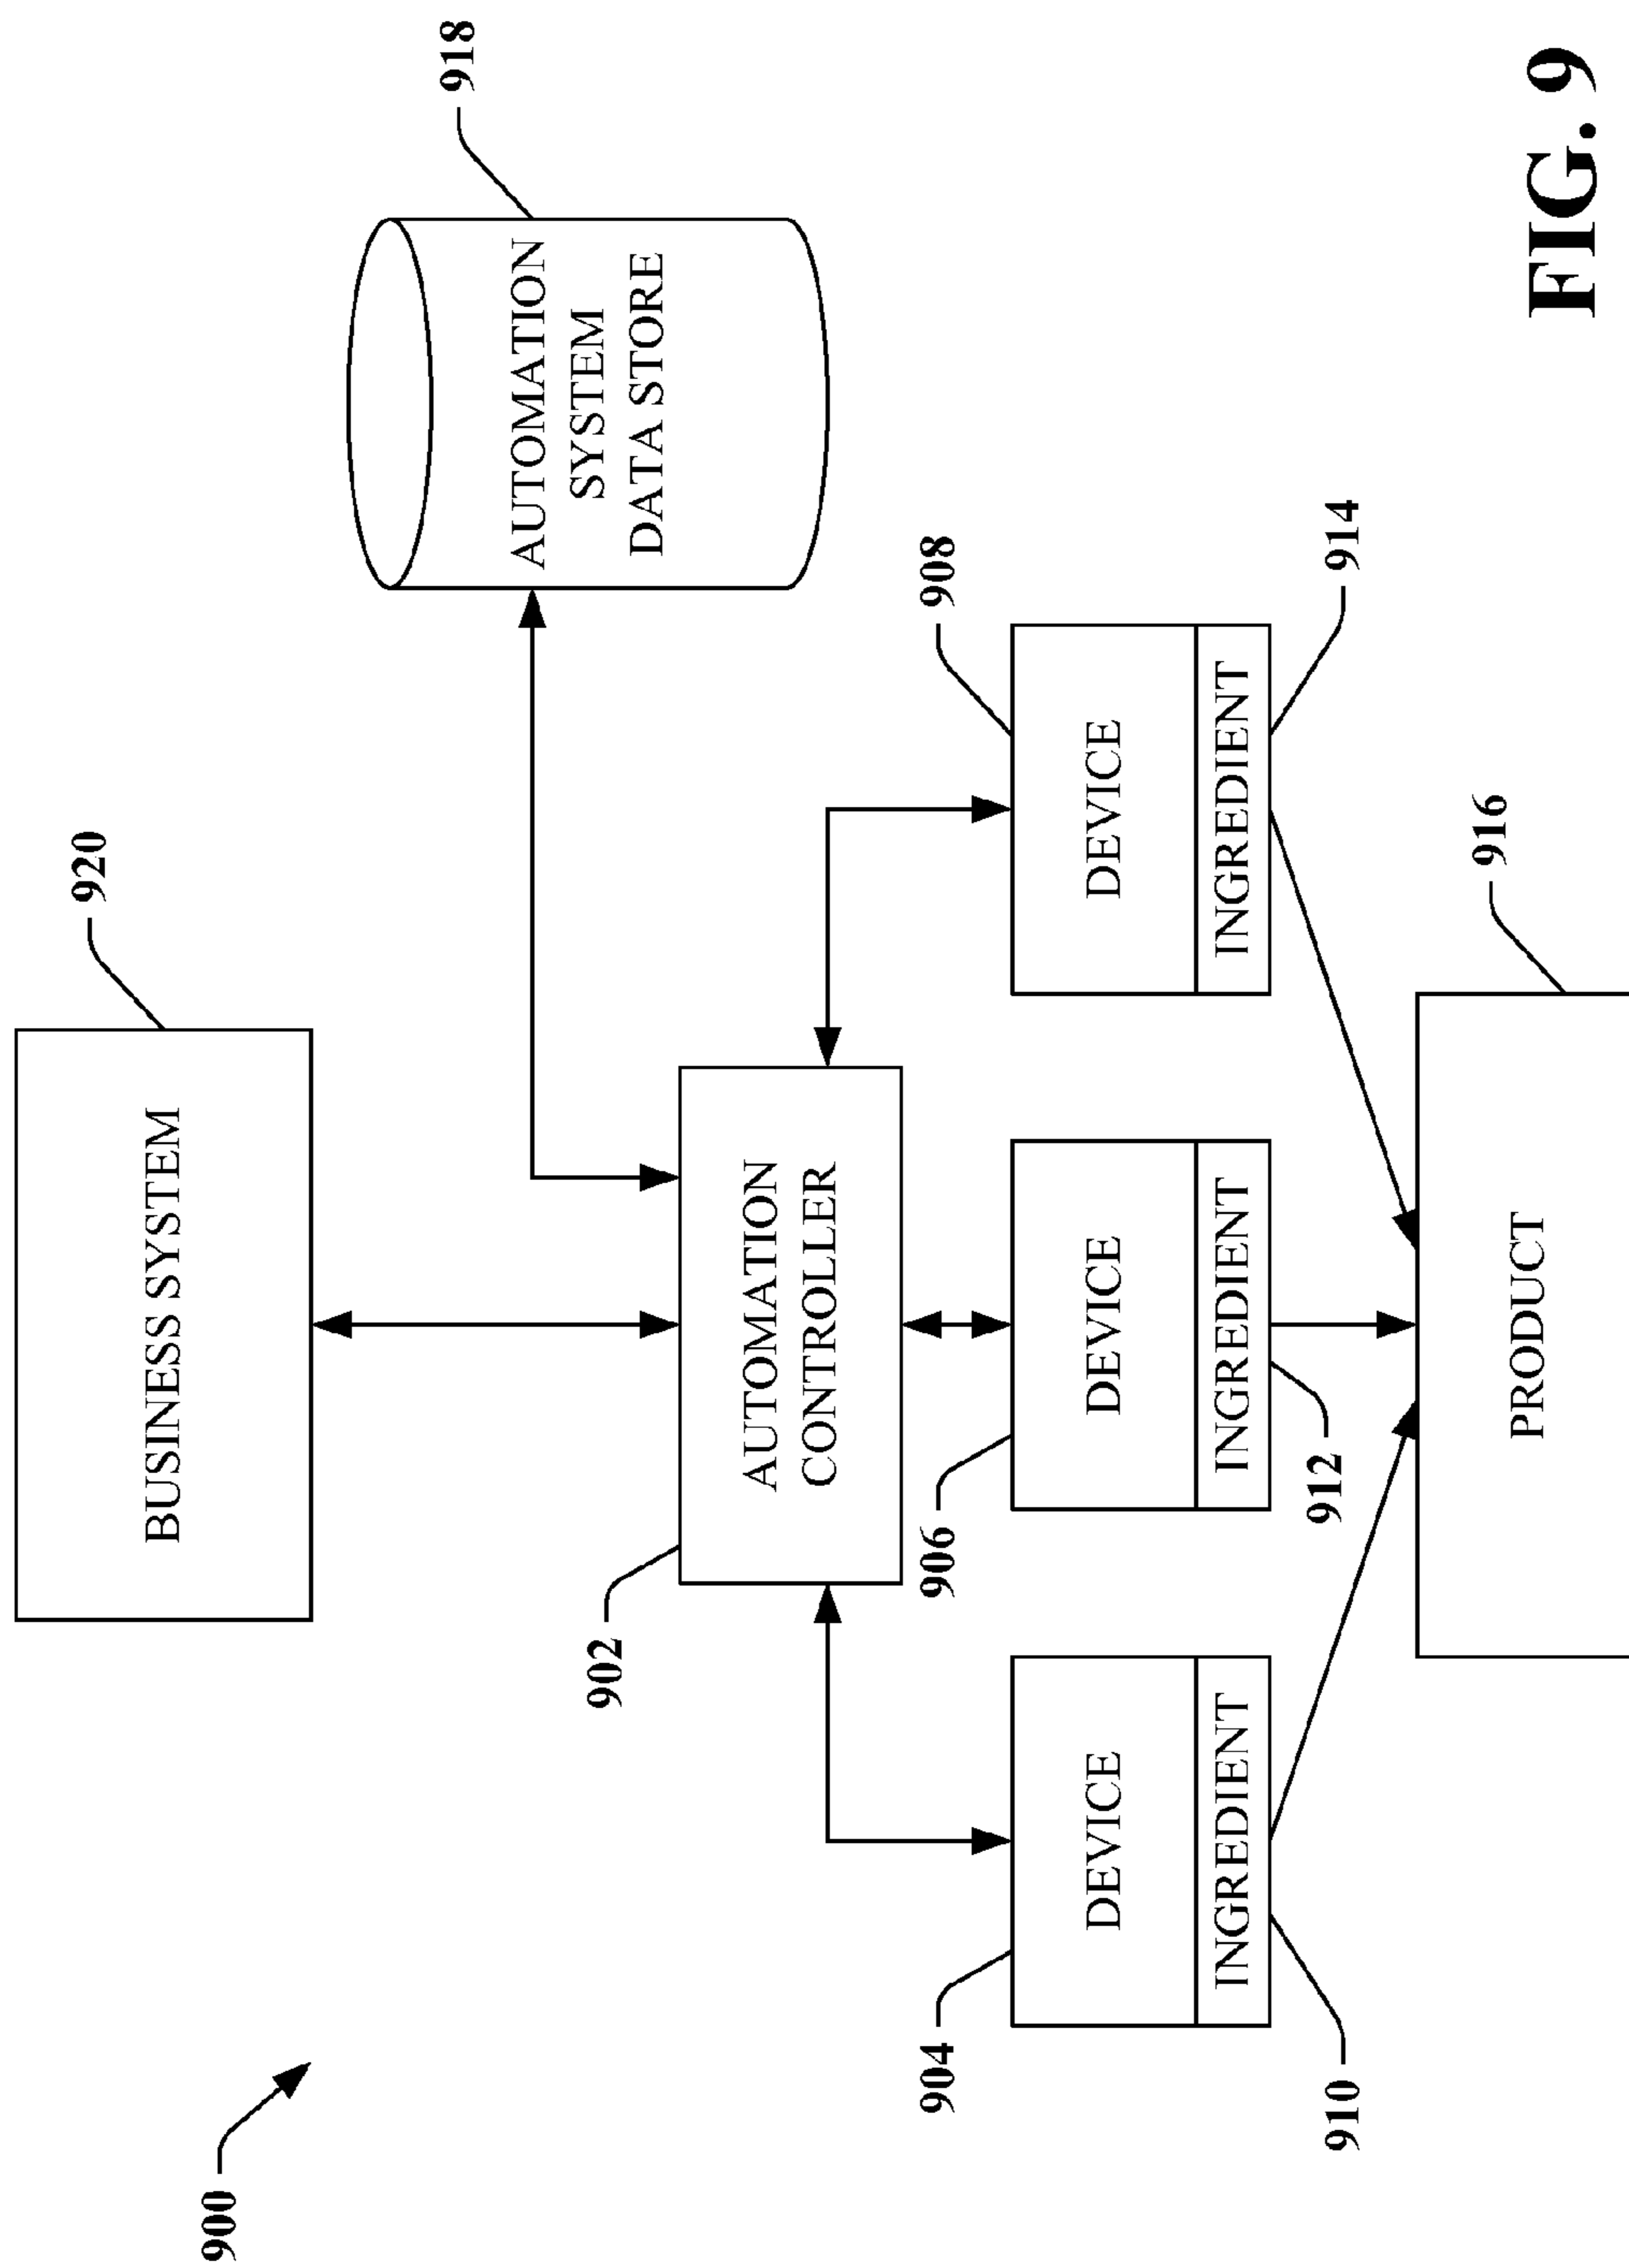 900
920
BUSINESS SYSTEM
918
AUTOMATION
SYSTEM
DATA STORE
902
AUTOMATION
CONTROLLER
904
906
908
DEVICE
DEVICE
DEVICE
INGREDIENT
INGREDIENT
INGREDIENT
910
912
914
916
PRODUCT
FIG. 9